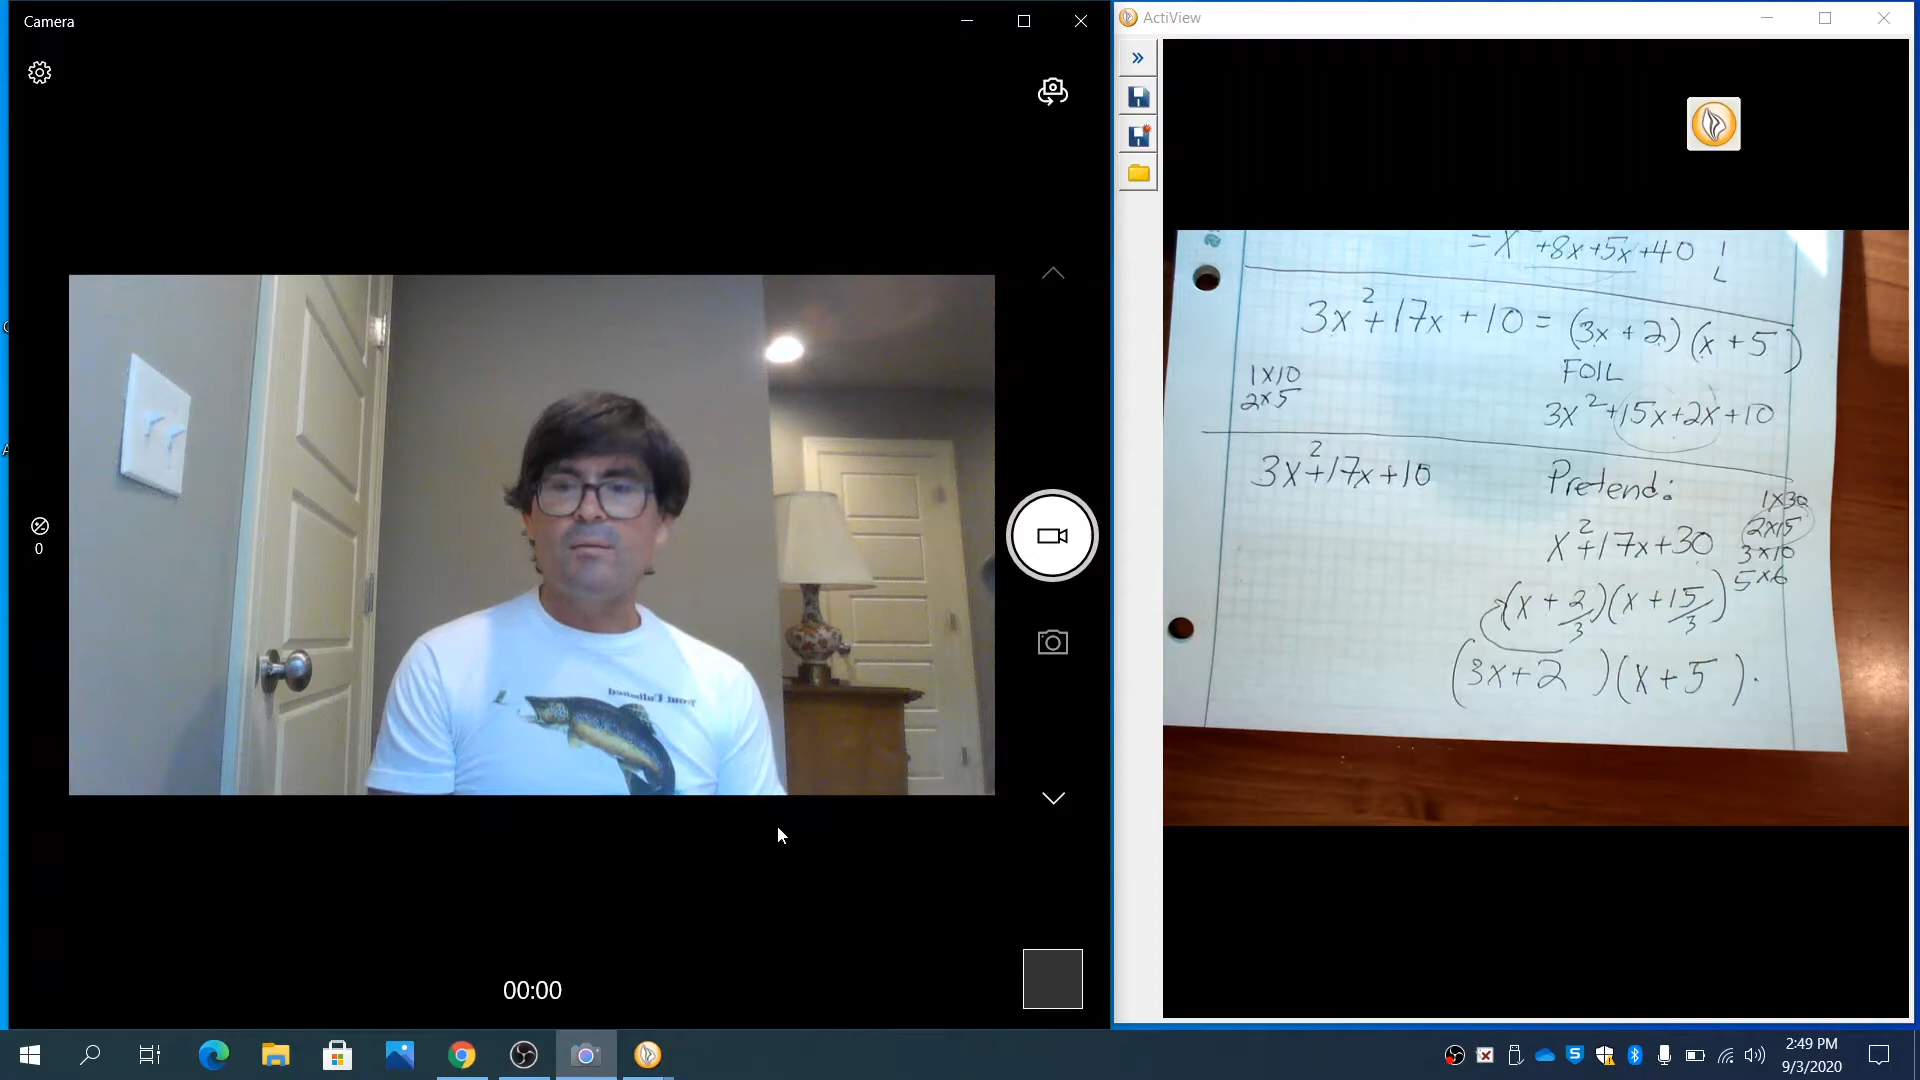 Camera
ActiView
= x² +8x+5x+40 | L
3x²+17x+10 = (3x+2)(x+5)
1x10
2x5
FOIL
3x²+15x+2x+10
3x²+17x+10
Pretend:
1x30
2x15
3x10
5x6
x²+17x+30
(x+2/3)(x+15/3)
(3x+2)(x+5).
0
00:00
2:49 PM
9/3/2020